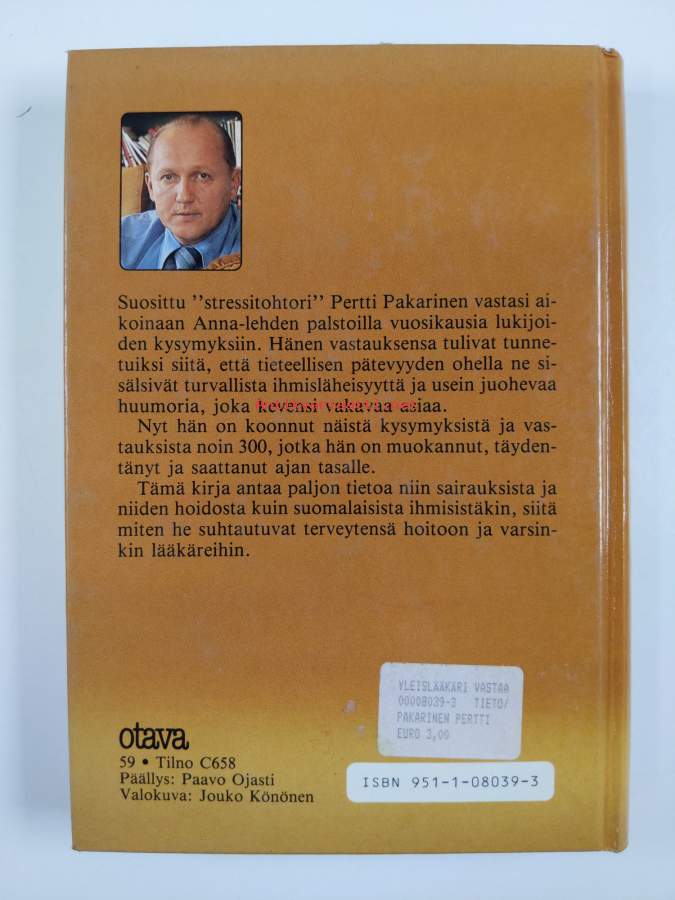 Suosittu "stressitohtori" Pertti Pakarinen vastasi ai-
koinaan Anna-lehden palstoilla vuosikausia lukijoi-
den kysymyksiin. Hänen vastauksensa tulivat tunne-
tuiksi siitä, että tieteellisen pätevyyden ohella ne si-
sälsivät turvallista ihmisläheisyyttä ja usein juohevaa
huumoria, joka kevensi vakavaa asiaa.
Nyt hän on koonnut näistä kysymyksistä ja vas-
tauksista noin 300, jotka hän on muokannut, täyden-
tänyt ja saattanut ajan tasalle.
Tämä kirja antaa paljon tietoa niin sairauksista ja
niiden hoidosta kuin suomalaisista ihmisistäkin, siitä
miten he suhtautuvat terveytensä hoitoon ja varsin-
kin lääkäreihin.
YLEISLÄÄKÄRI VASTAA
00008039-3 TIETO/
PAKARINEN PERTTI
EURO 3,00
otava
59 • Tilno C658
Päällys: Paavo Ojasti
Valokuva: Jouko Könönen
ISBN 951-1-08039-3